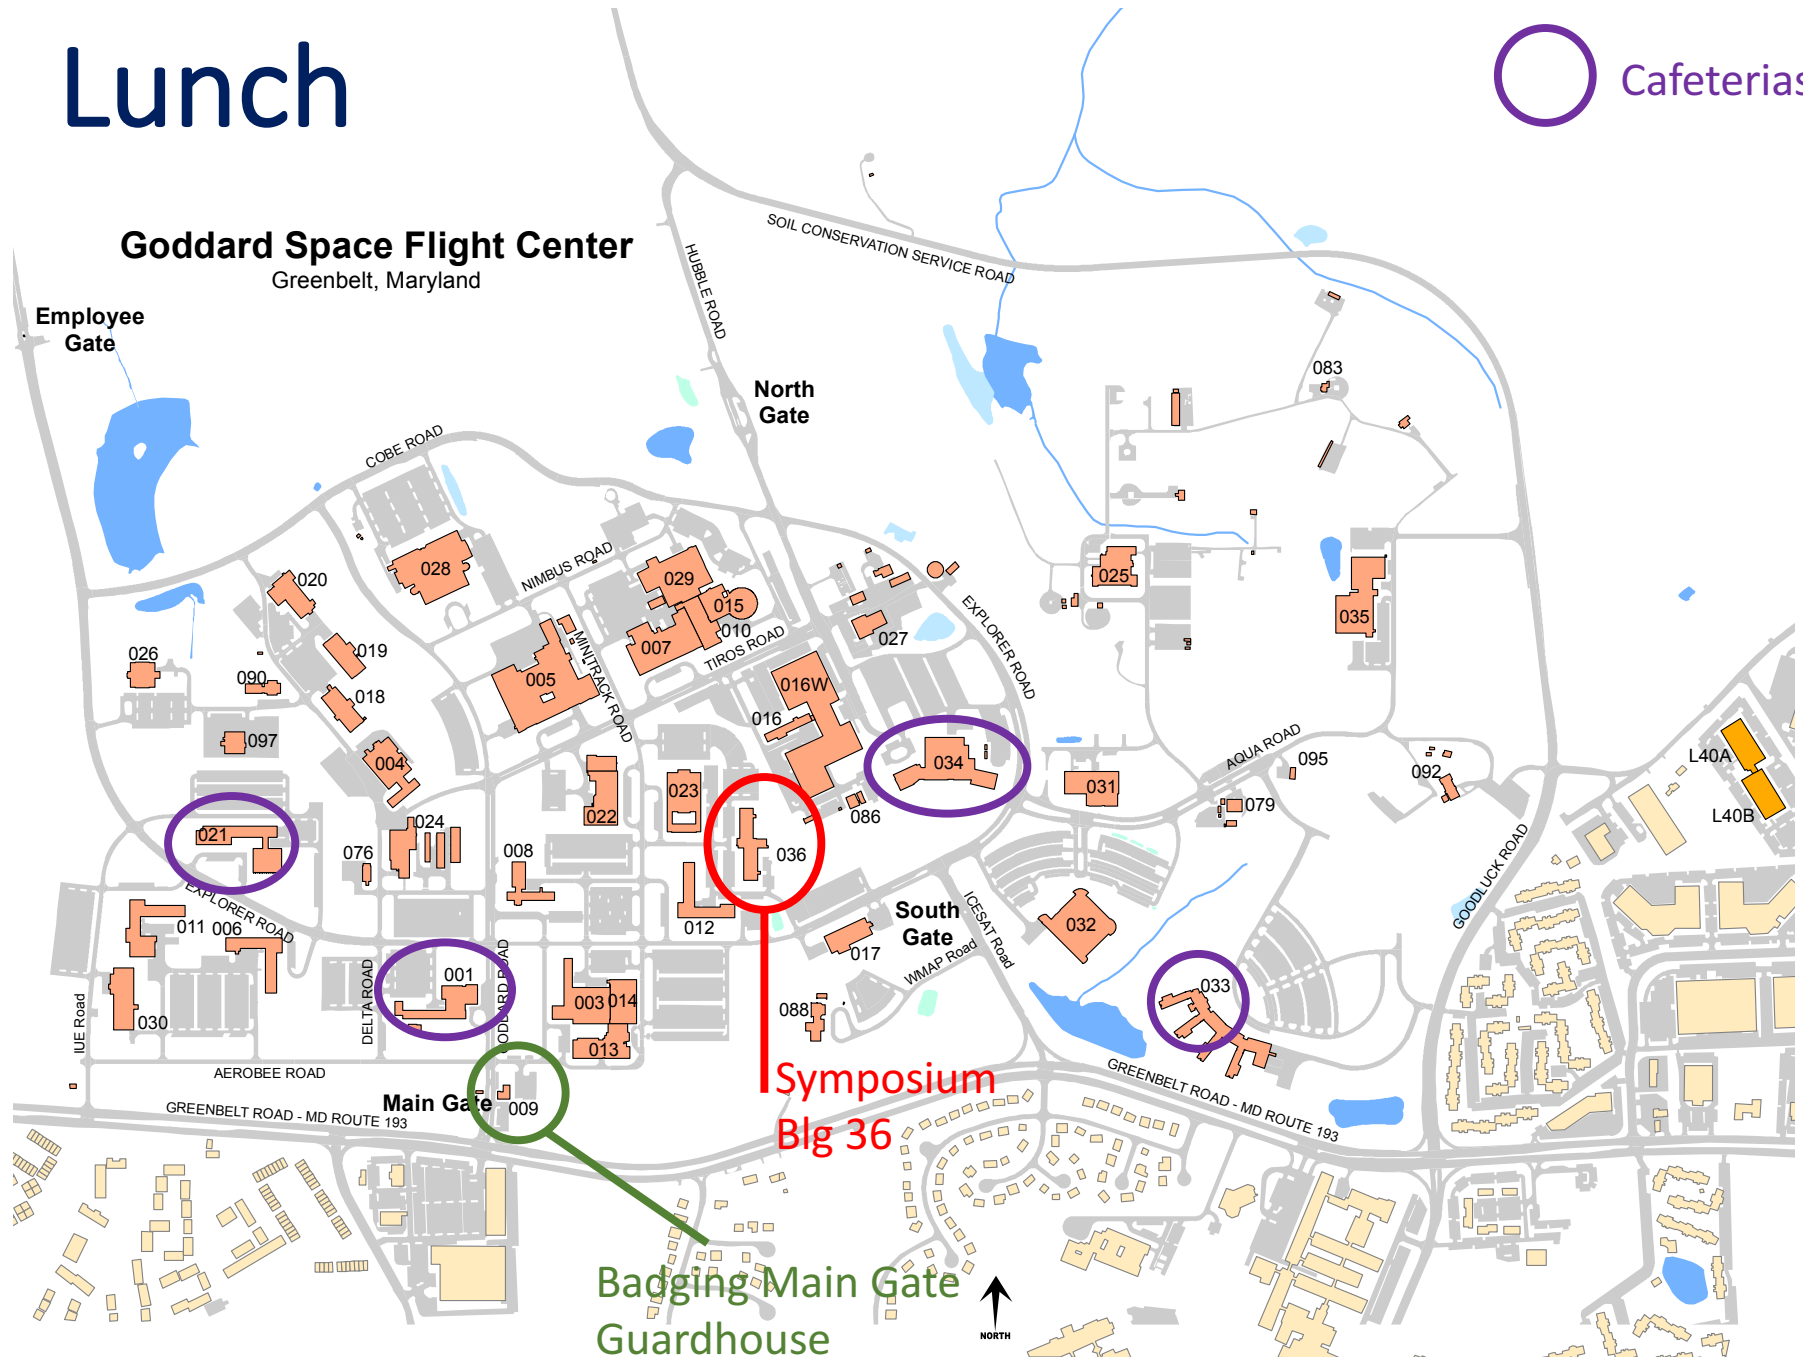 Lunch
Cafeterias
Goddard Space Flight Center
Greenbelt, Maryland
SOIL CONSERVATION SERVICE ROAD
HUBBLE ROAD
Employee
Gate
North
Gate
083
COBE ROAD
NIMBUS ROAD
028
020
029
015
010
025
035
EXPLORER ROAD
027
007
TIROS ROAD
MINITRACK ROAD
026
019
090
018
005
016W
016
097
004
034
031
AQUA ROAD
095
092
079
L40A
L40B
023
022
086
021
024
076
008
036
GOODLUCK ROAD
EXPLORER ROAD
011
006
012
South
Gate
ICESAT Road
032
017
WMAP Road
001
GODDARD ROAD
DELTA ROAD
003
014
033
IUE Road
030
088
013
AEROBEE ROAD
Symposium
Blg 36
GREENBELT ROAD - MD ROUTE 193
Main Gate
009
GREENBELT ROAD - MD ROUTE 193
Badging Main Gate
Guardhouse
NORTH